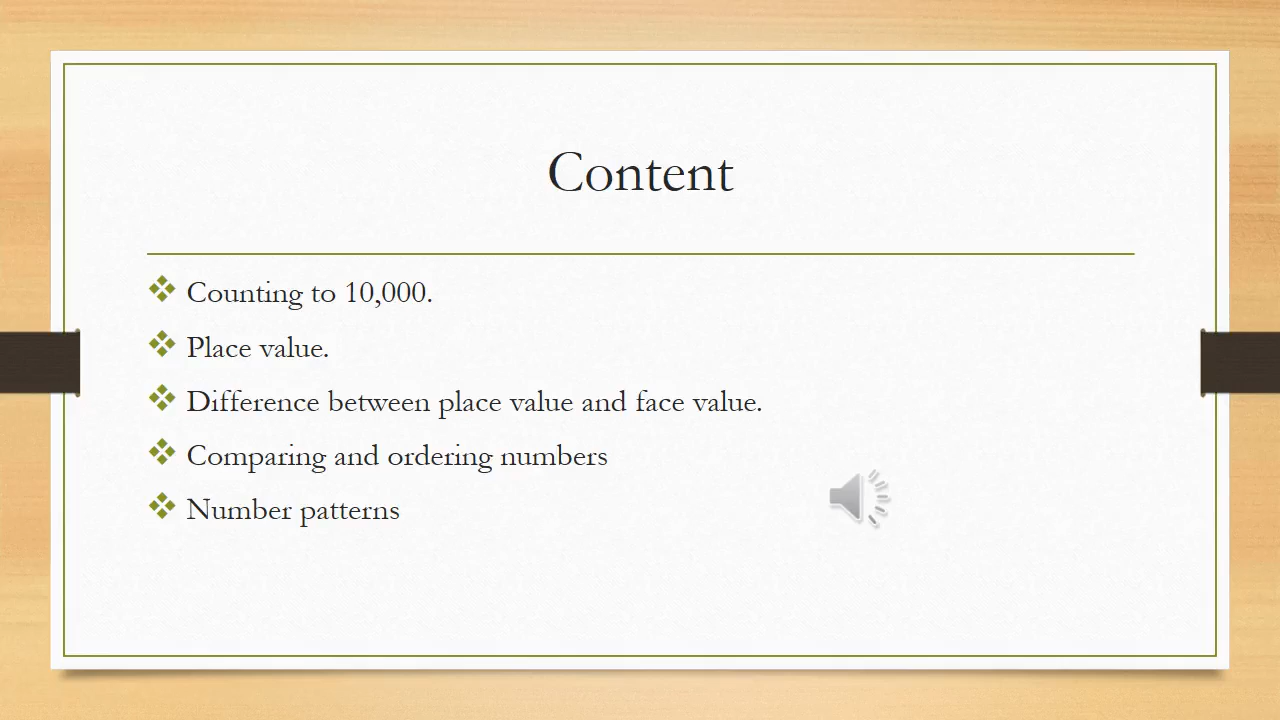 Content
Counting to 10,000.
Place value.
Difference between place value and face value.
Comparing and ordering numbers
Number patterns